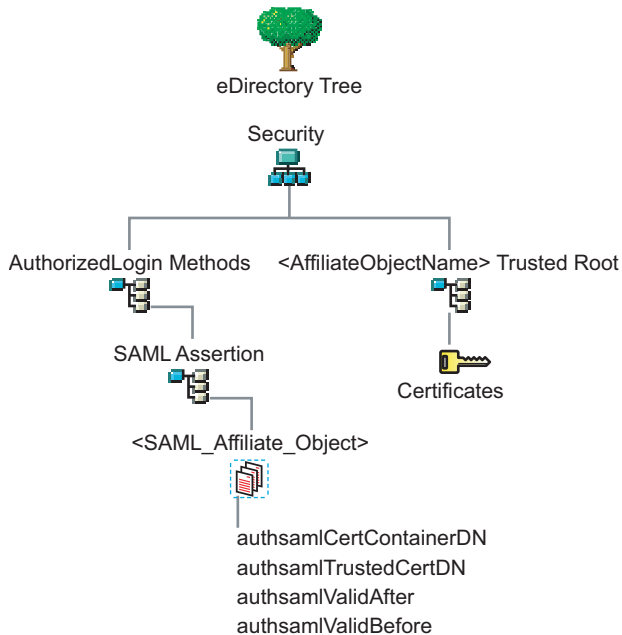 eDirectory Tree
Security
AuthorizedLogin Methods
<AffiliateObjectName> Trusted Root
SAML Assertion
Certificates
<SAML_Affiliate_Object>
authsamlCertContainerDN
authsamlTrustedCertDN
authsamlValidAfter
authsamlValidBefore